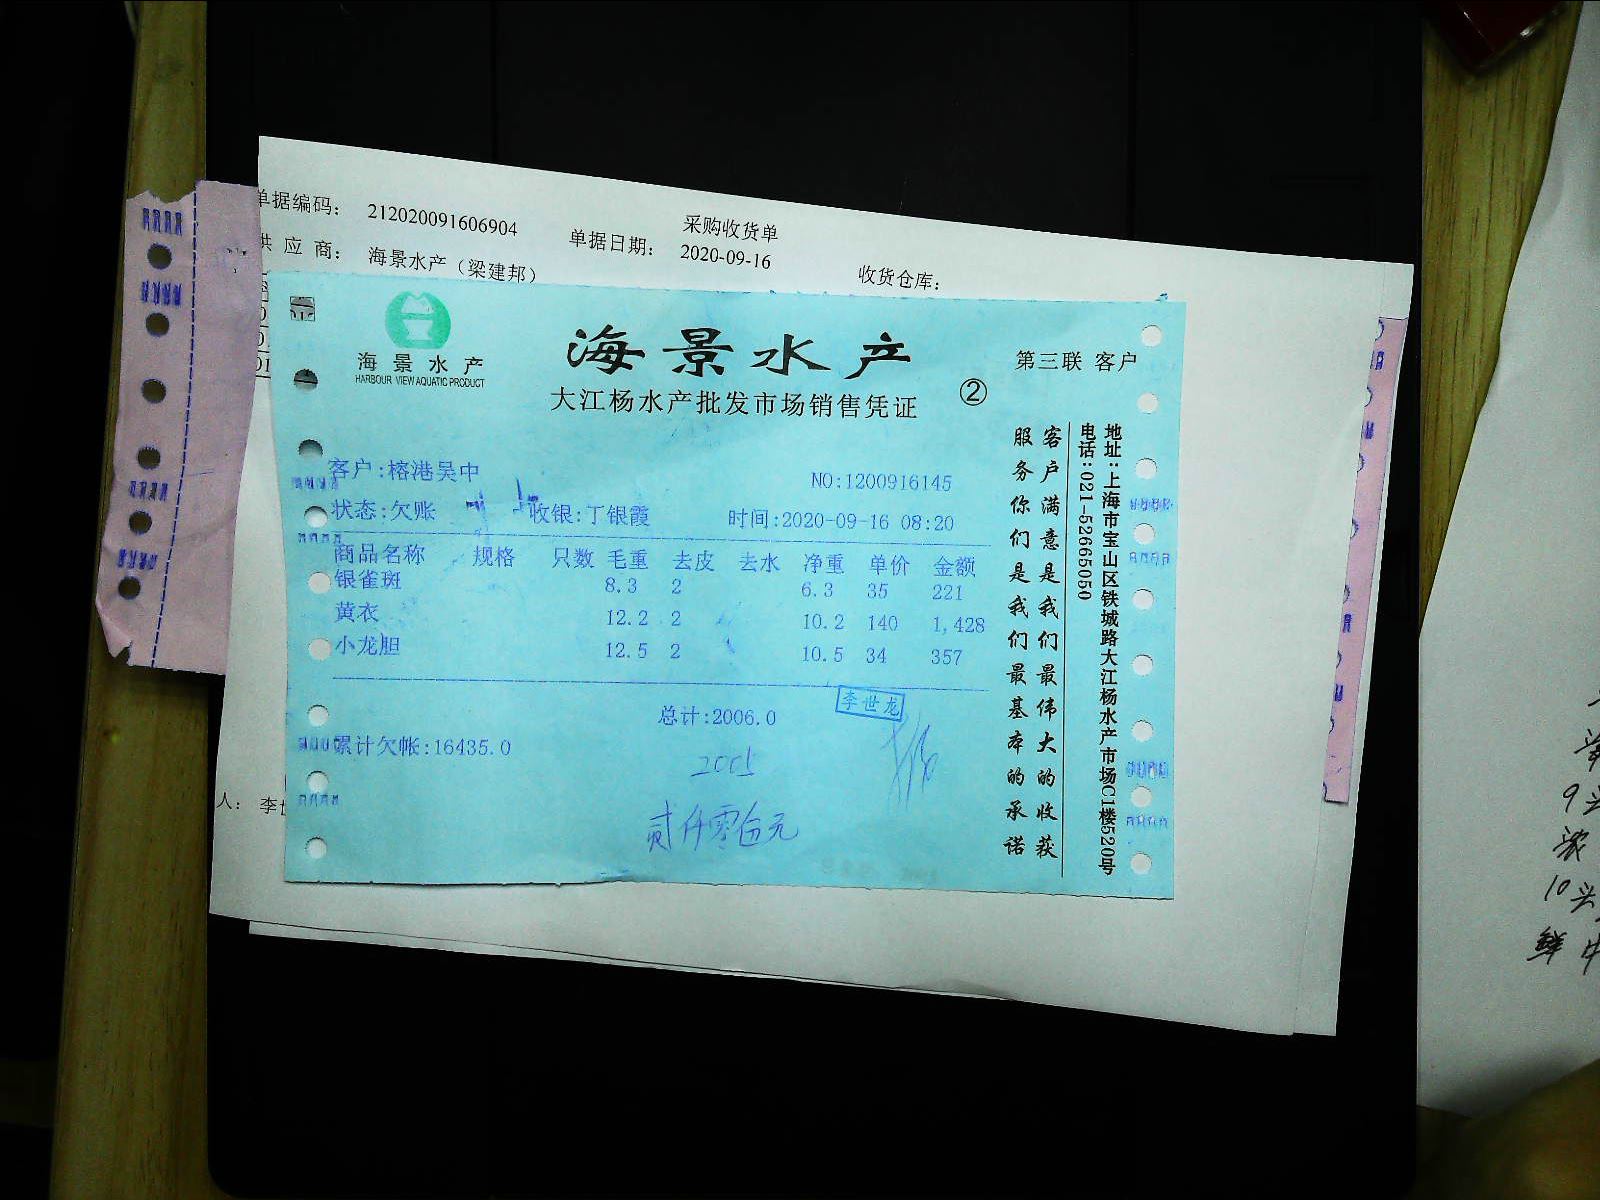 采购收货单
单据编码： 212020091606904 单据日期： 2020-09-16 收货仓库：
供 应 商： 海景水产（梁建邦）
海景水产
HARBOUR VIEW AQUATIC PRODUCT
海景水产
大江杨水产批发市场销售凭证
②
第三联 客户
客户:榕港吴中 NO:1200916145
状态:欠账 收银:丁银霞 时间:2020-09-16 08:20
商品名称 规格 只数 毛重 去皮 去水 净重 单价 金额
银雀斑 8.3 2 6.3 35 221
黄衣 12.2 2 10.2 140 1,428
小龙胆 12.5 2 10.5 34 357
总计:2006.0
李世龙
累计欠帐:16435.0
2005
贰仟零伍元
客户满意是我们最伟大的收获
服务你们是我们最基本的承诺
地址:上海市宝山区铁城路大江杨水产市场C1楼520号
电话:021-52665050
人： 李
9头
10头
鲜